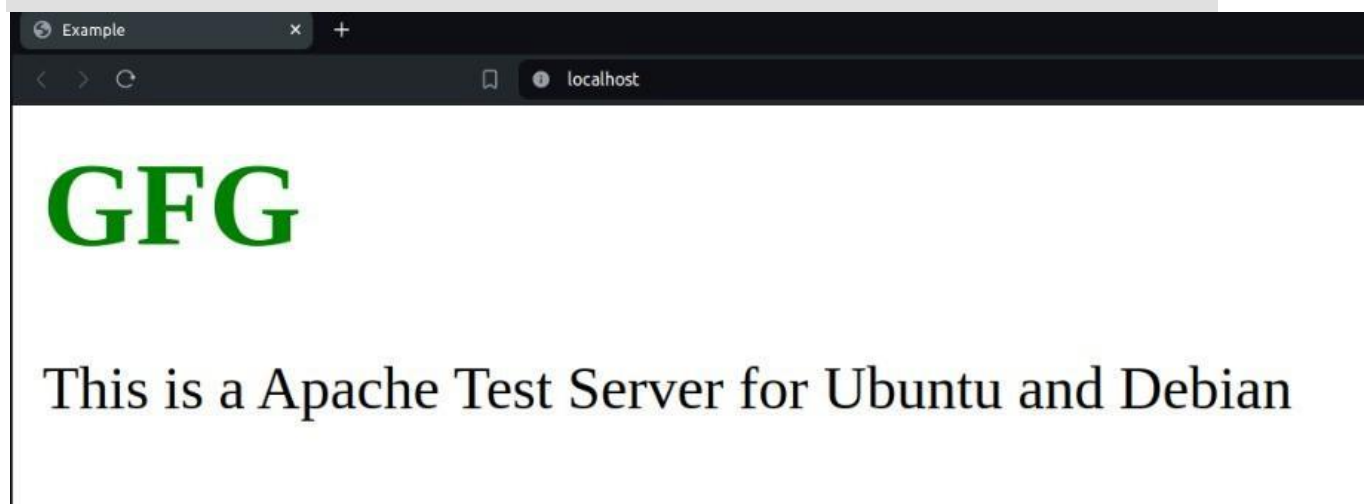 Example
localhost
GFG
This is a Apache Test Server for Ubuntu and Debian